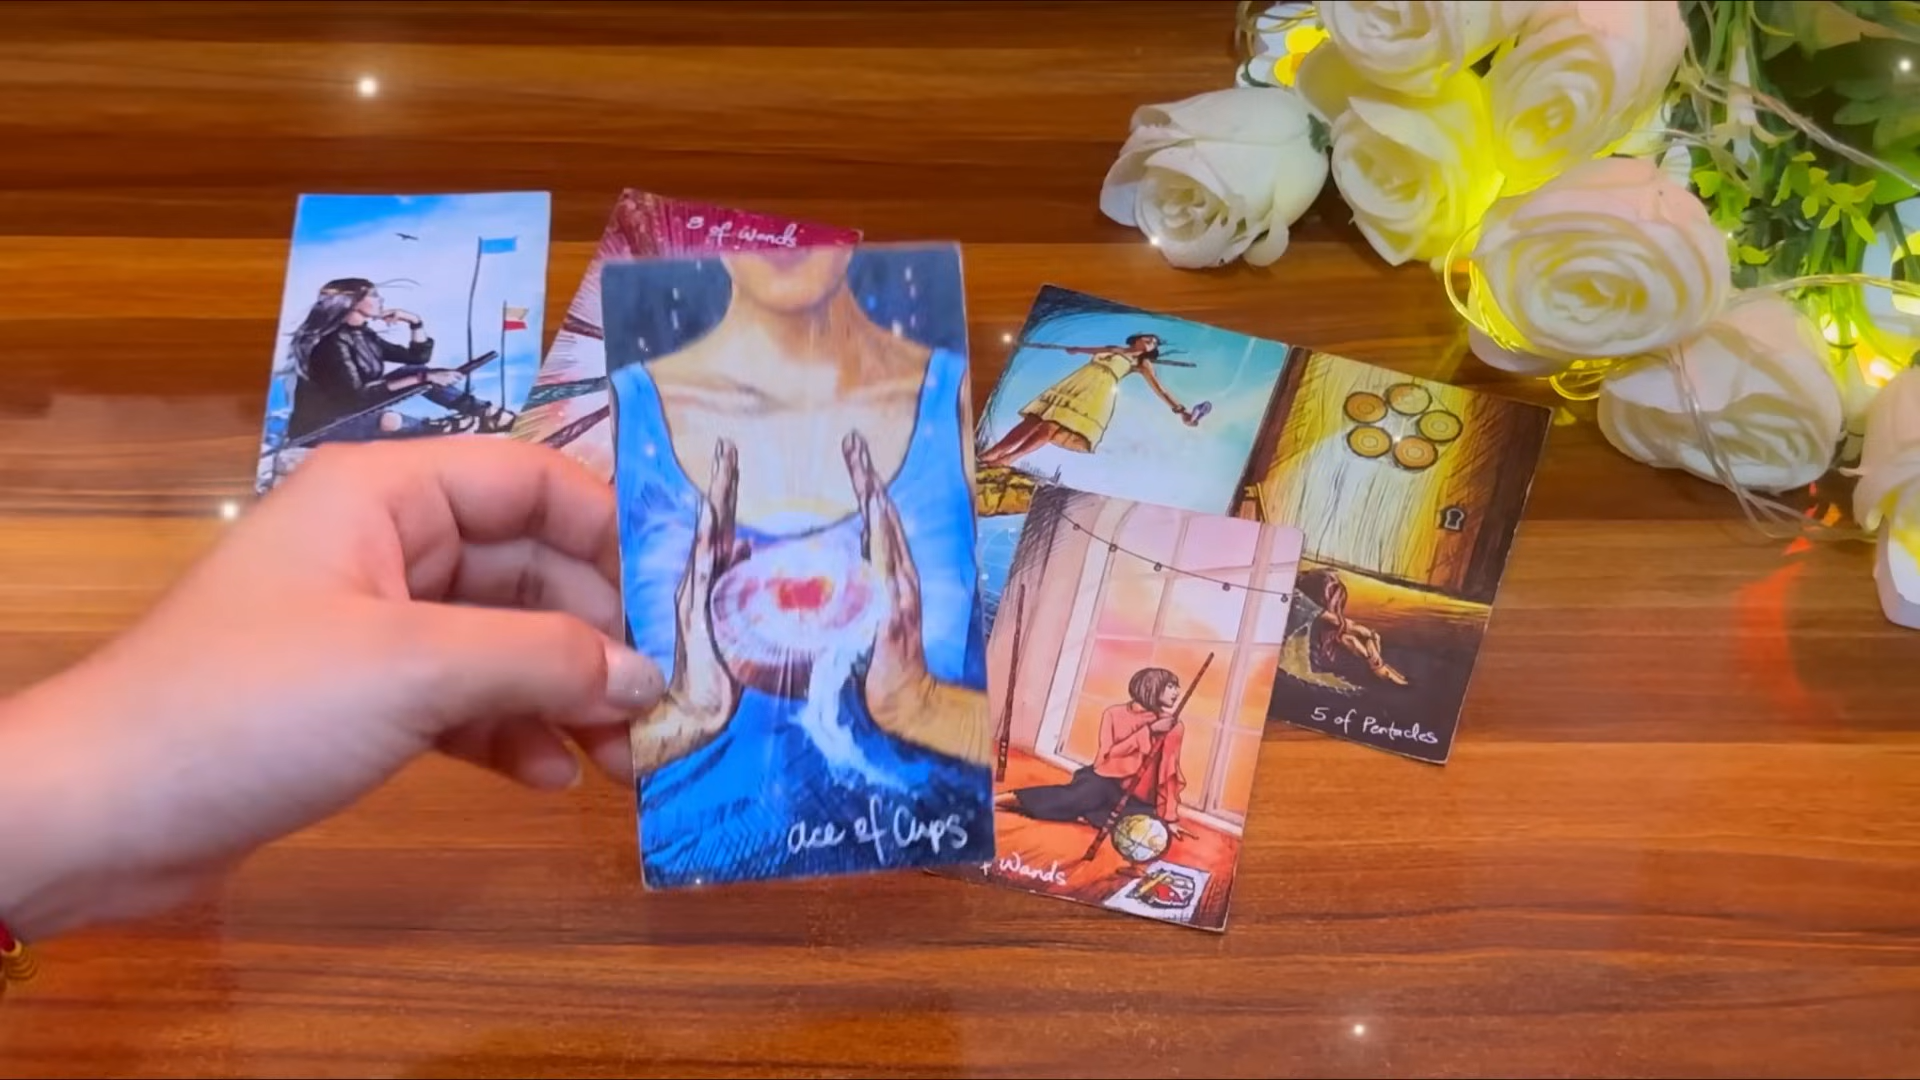 8 of wands
ace of Cups
Wands
5 of Pentacles